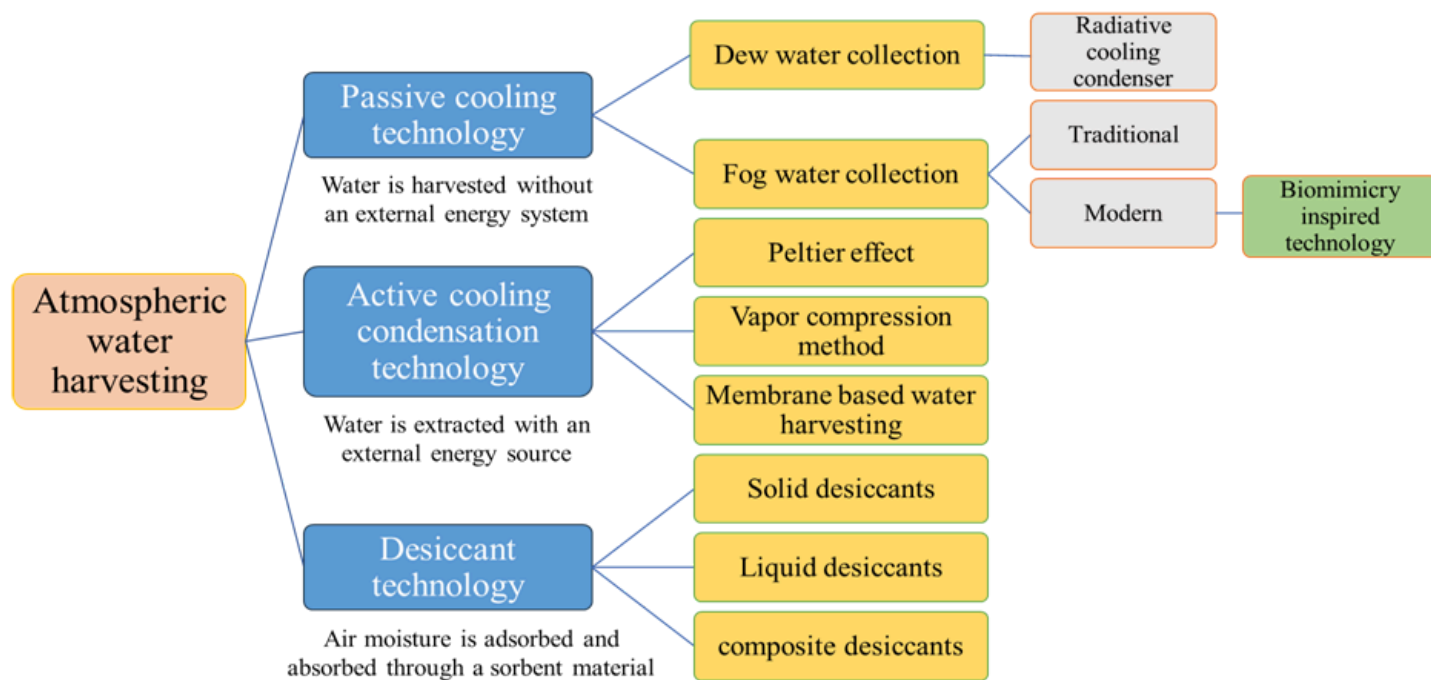 Atmospheric
water
harvesting
Passive cooling
technology
Water is harvested without
an external energy system
Active cooling
condensation
technology
Water is extracted with an
external energy source
Desiccant
technology
Air moisture is adsorbed and
absorbed through a sorbent material
Dew water collection
Fog water collection
Peltier effect
Vapor compression
method
Membrane based water
harvesting
Solid desiccants
Liquid desiccants
composite desiccants
Radiative
cooling
condenser
Traditional
Modern
Biomimicry
inspired
technology